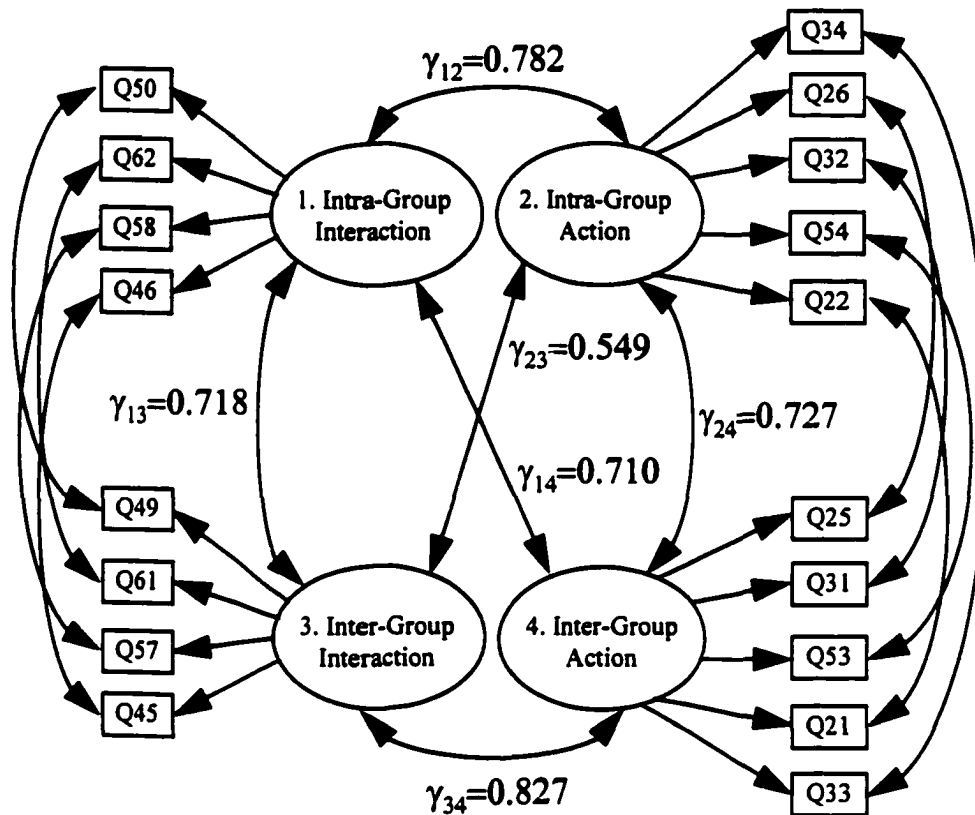 Q34
γ12=0.782
Q50
Q26
Q62
Q32
1. Intra-Group
Interaction
2. Intra-Group
Action
Q58
Q54
Q46
Q22
γ23=0.549
γ13=0.718
γ24=0.727
γ14=0.710
Q49
Q25
Q61
Q31
3. Inter-Group
Interaction
4. Inter-Group
Action
Q57
Q53
Q45
Q21
γ34=0.827
Q33